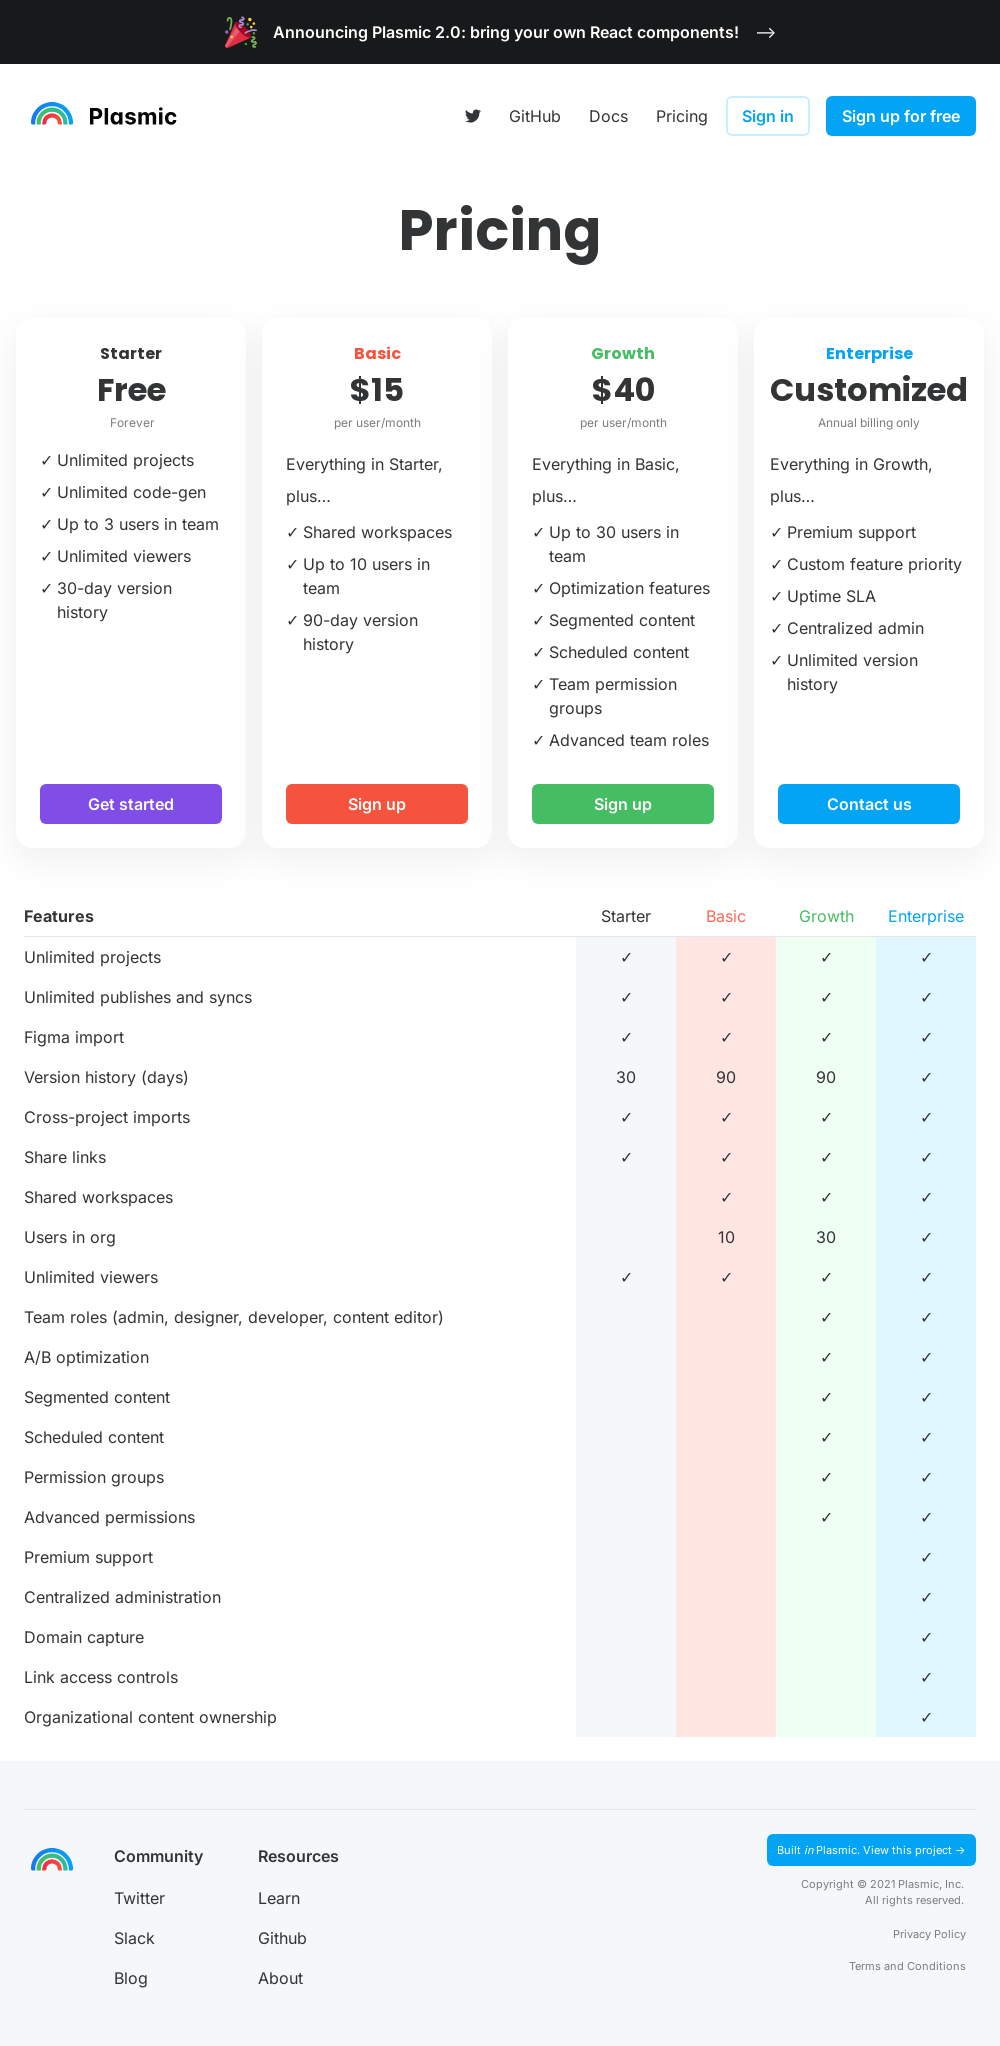 Announcing Plasmic 2.0: bring your own React components! →
Plasmic
GitHub Docs Pricing Sign in Sign up for free
Pricing
Starter
Free
Forever
✓ Unlimited projects
✓ Unlimited code-gen
✓ Up to 3 users in team
✓ Unlimited viewers
✓ 30-day version
history
Get started
Basic
$15
per user/month
Everything in Starter,
plus...
✓ Shared workspaces
✓ Up to 10 users in
team
✓ 90-day version
history
Sign up
Growth
$40
per user/month
Everything in Basic,
plus...
✓ Up to 30 users in
team
✓ Optimization features
✓ Segmented content
✓ Scheduled content
✓ Team permission
groups
✓ Advanced team roles
Sign up
Enterprise
Customized
Annual billing only
Everything in Growth,
plus...
✓ Premium support
✓ Custom feature priority
✓ Uptime SLA
✓ Centralized admin
✓ Unlimited version
history
Contact us
Features Starter Basic Growth Enterprise
Unlimited projects ✓ ✓ ✓ ✓
Unlimited publishes and syncs ✓ ✓ ✓ ✓
Figma import ✓ ✓ ✓ ✓
Version history (days) 30 90 90 ✓
Cross-project imports ✓ ✓ ✓ ✓
Share links ✓ ✓ ✓ ✓
Shared workspaces ✓ ✓ ✓
Users in org 10 30 ✓
Unlimited viewers ✓ ✓ ✓ ✓
Team roles (admin, designer, developer, content editor) ✓ ✓
A/B optimization ✓ ✓
Segmented content ✓ ✓
Scheduled content ✓ ✓
Permission groups ✓ ✓
Advanced permissions ✓ ✓
Premium support ✓
Centralized administration ✓
Domain capture ✓
Link access controls ✓
Organizational content ownership ✓
Community
Twitter
Slack
Blog
Resources
Learn
Github
About
Built in Plasmic. View this project →
Copyright © 2021 Plasmic, Inc.
All rights reserved.
Privacy Policy
Terms and Conditions